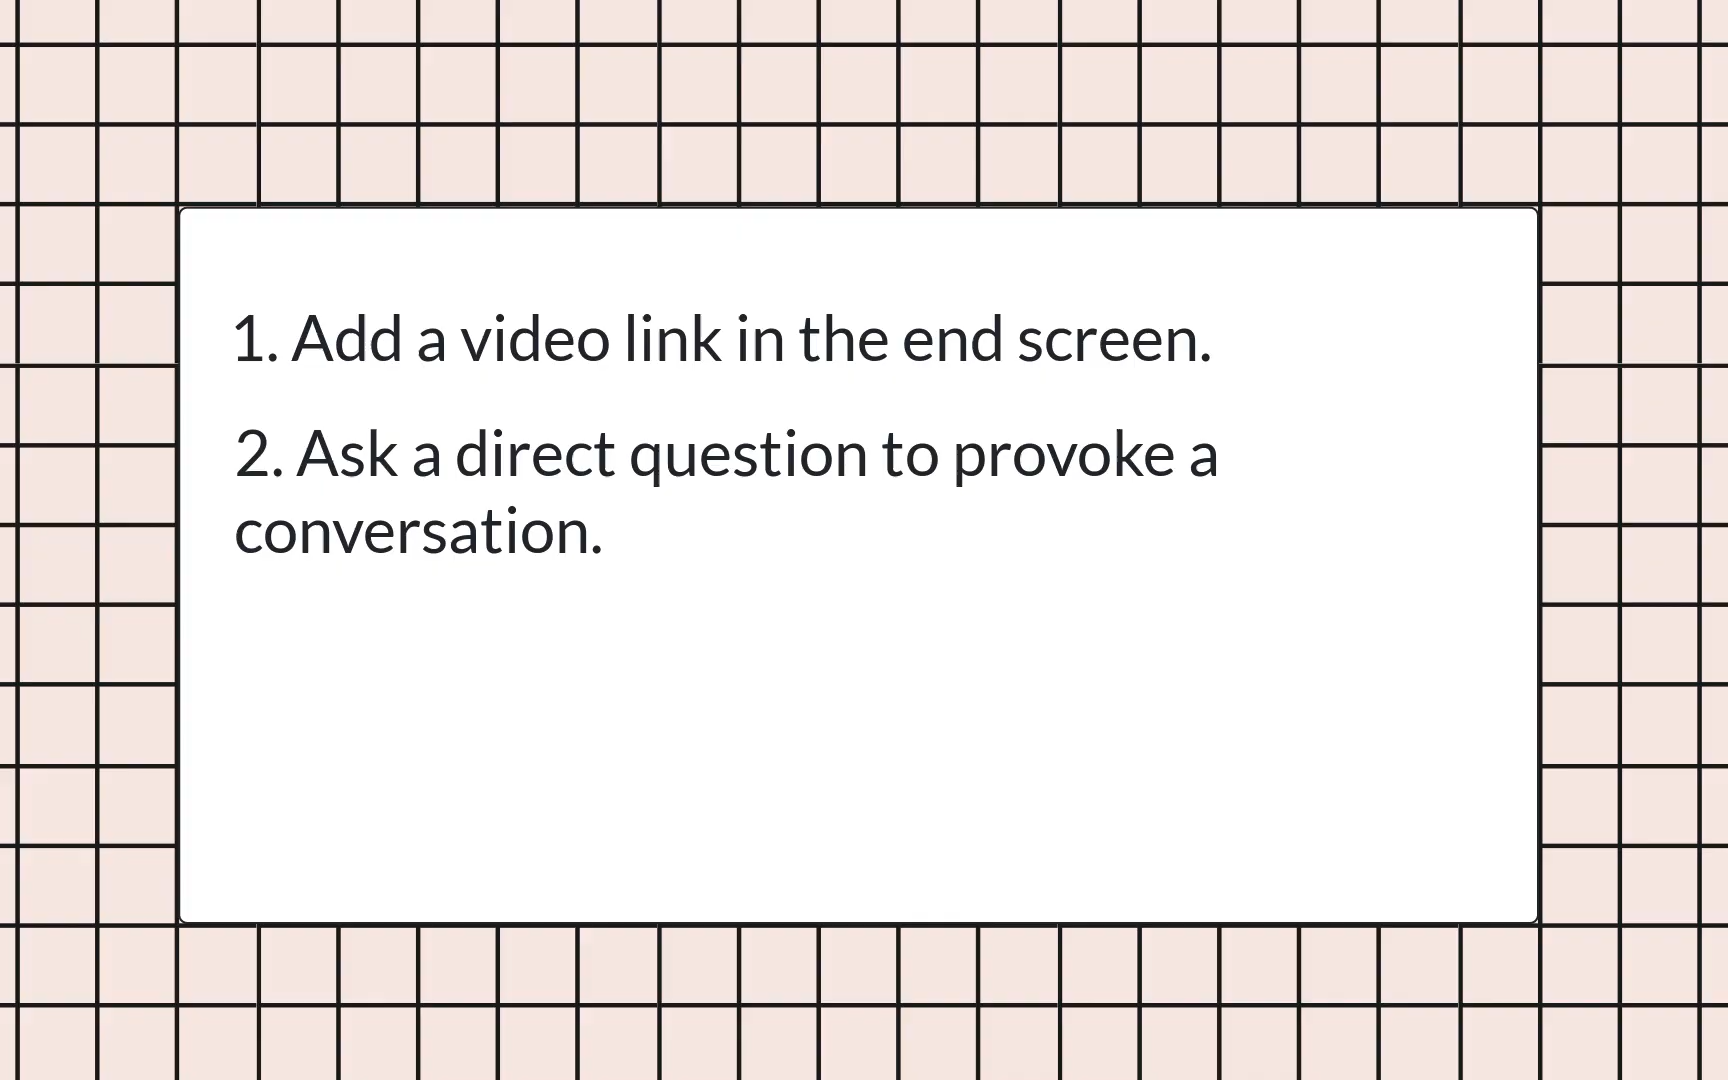 1. Add a video link in the end screen.
2. Ask a direct question to provoke a
conversation.